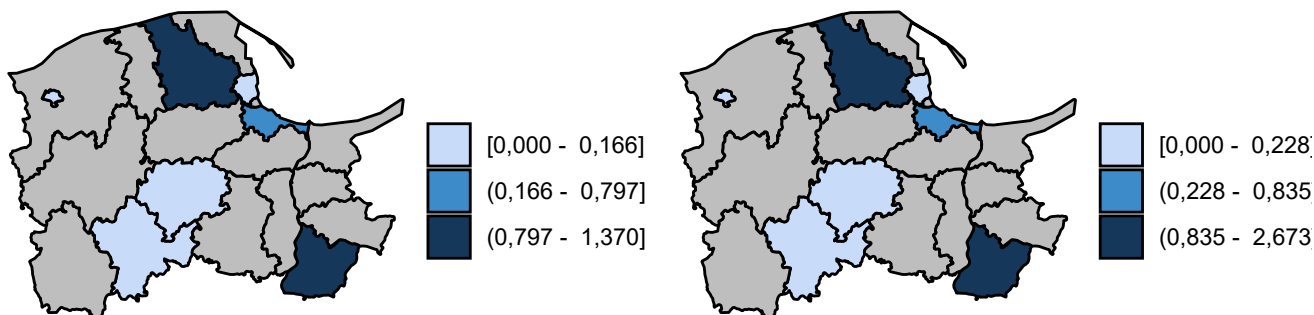 [0,000 - 0,166]
(0,166 - 0,797]
(0,797 - 1,370]
[0,000 - 0,228]
(0,228 - 0,835]
(0,835 - 2,673]